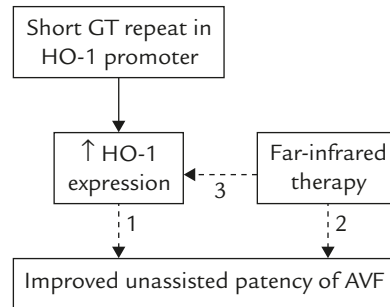 Short GT repeat in
HO-1 promoter
↑ HO-1
expression
Far-infrared
therapy
3
1
2
Improved unassisted patency of AVF